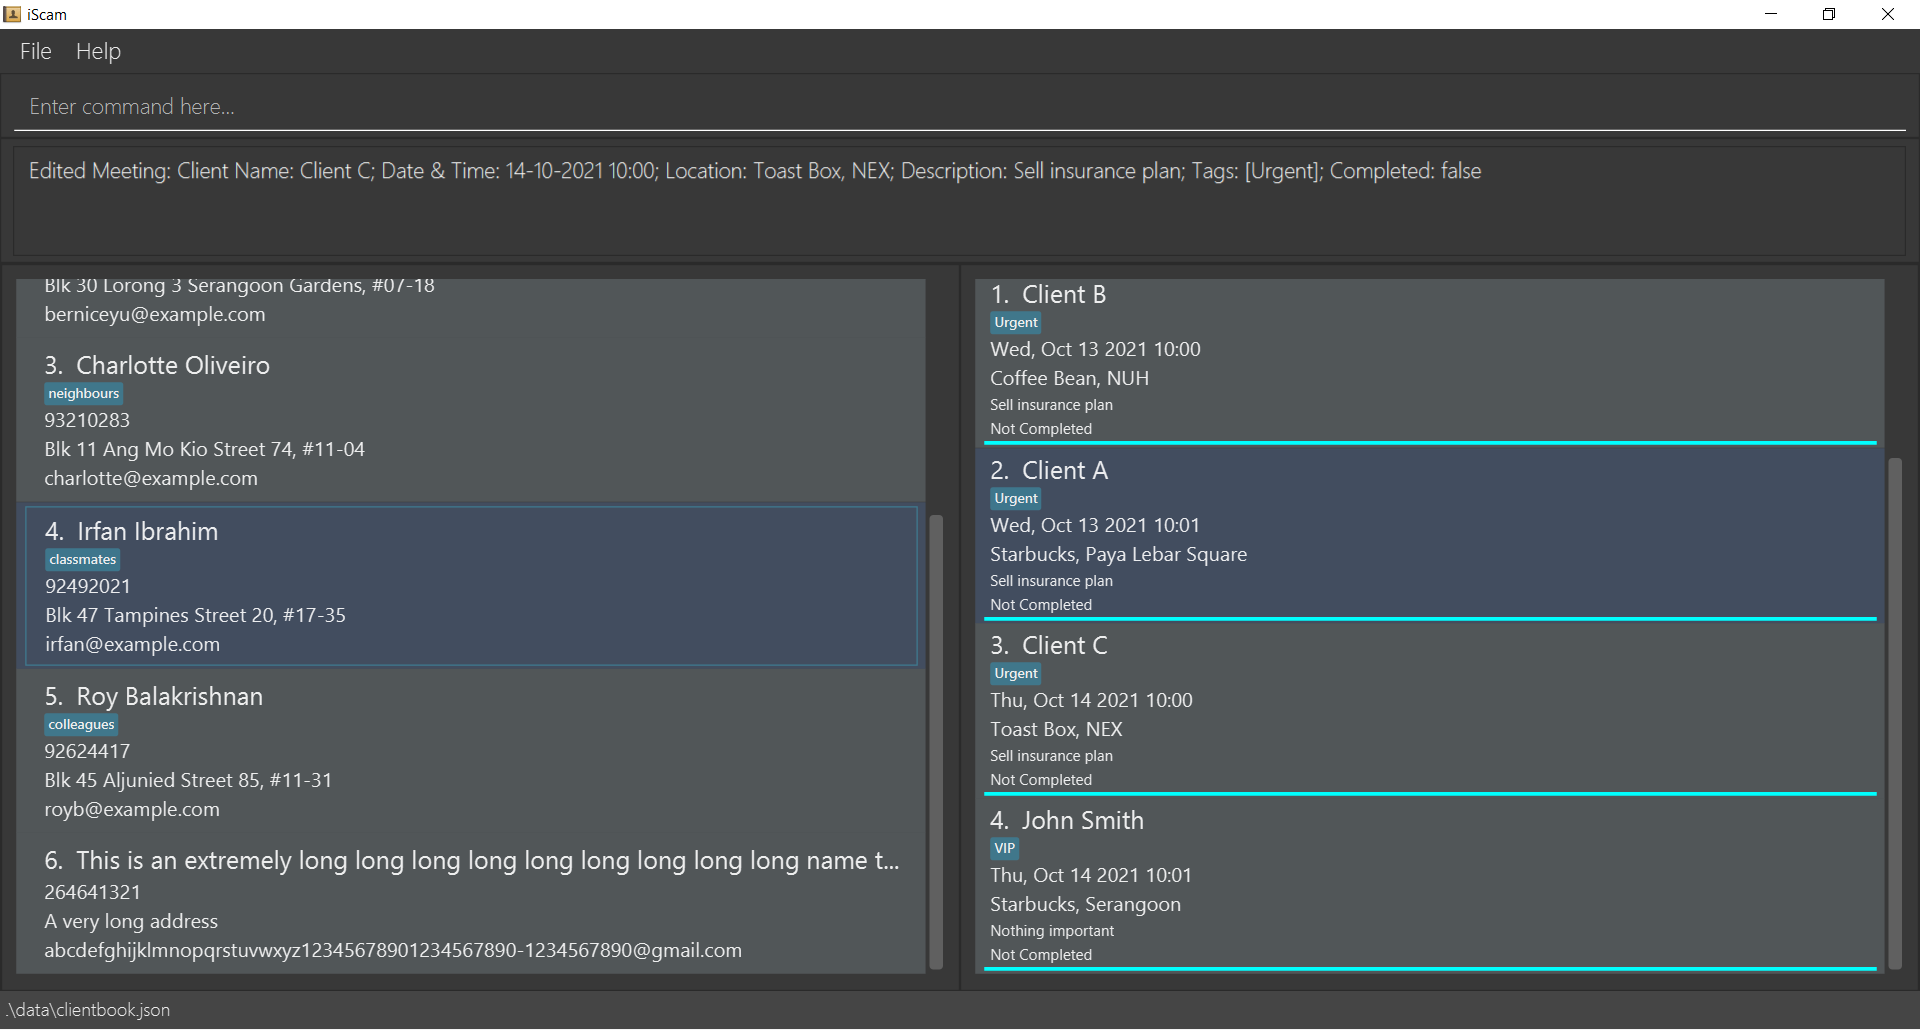 iScam
File Help
Enter command here...
Edited Meeting: Client Name: Client C; Date & Time: 14-10-2021 10:00; Location: Toast Box, NEX; Description: Sell insurance plan; Tags: [Urgent]; Completed: false
Blk 30 Lorong 3 Serangoon Gardens, #07-18
berniceyu@example.com
3. Charlotte Oliveiro
neighbours
93210283
Blk 11 Ang Mo Kio Street 74, #11-04
charlotte@example.com
4. Irfan Ibrahim
classmates
92492021
Blk 47 Tampines Street 20, #17-35
irfan@example.com
5. Roy Balakrishnan
colleagues
92624417
Blk 45 Aljunied Street 85, #11-31
royb@example.com
6. This is an extremely long long long long long long long long long name t...
264641321
A very long address
abcdefghijklmnopqrstuvwxyz12345678901234567890-1234567890@gmail.com
1. Client B
Urgent
Wed, Oct 13 2021 10:00
Coffee Bean, NUH
Sell insurance plan
Not Completed
2. Client A
Urgent
Wed, Oct 13 2021 10:01
Starbucks, Paya Lebar Square
Sell insurance plan
Not Completed
3. Client C
Urgent
Thu, Oct 14 2021 10:00
Toast Box, NEX
Sell insurance plan
Not Completed
4. John Smith
VIP
Thu, Oct 14 2021 10:01
Starbucks, Serangoon
Nothing important
Not Completed
.\data\clientbook.json